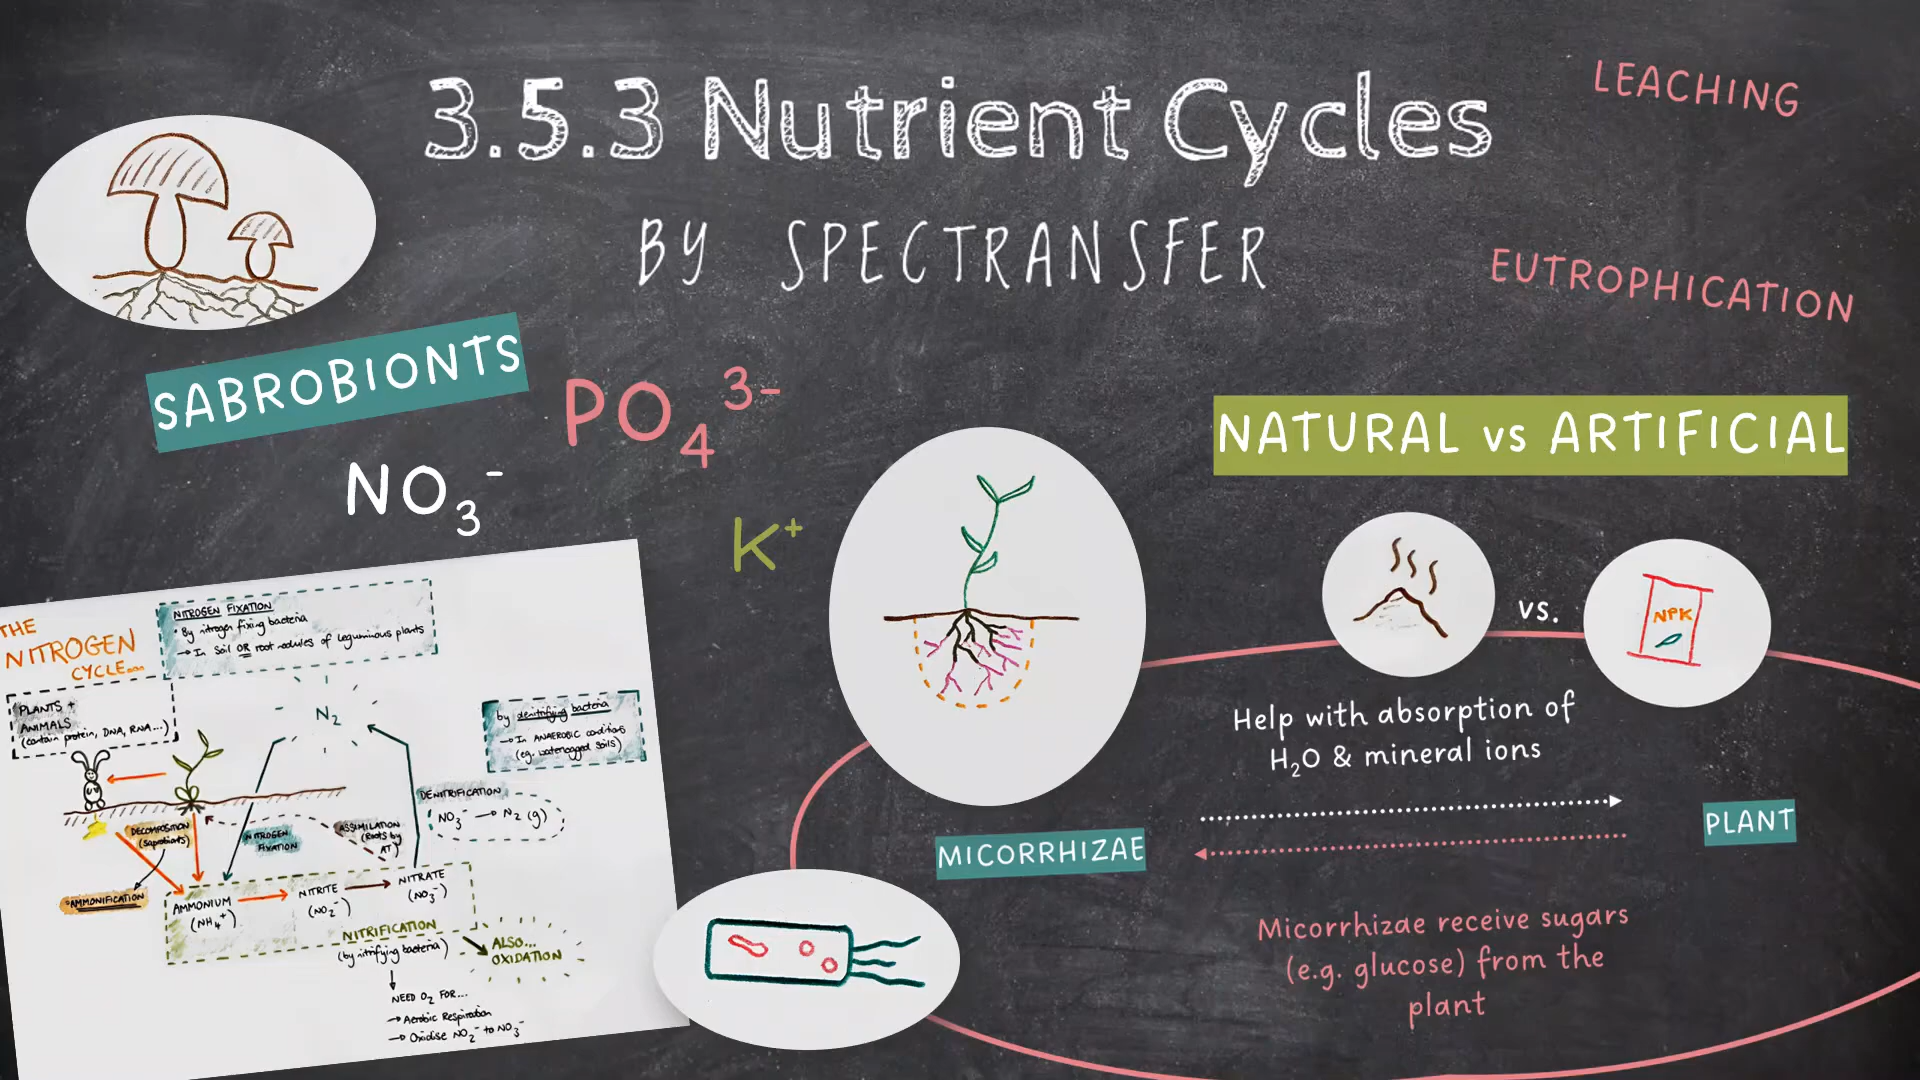 3.5.3 Nutrient Cycles
BY SPECTRANSFER
LEACHING
EUTROPHICATION
SABROBIONTS
PO₄³⁻
NO₃⁻
K⁺
NATURAL vs ARTIFICIAL
VS.
NPK
Help with absorption of
H₂O & mineral ions
MICORRHIZAE
PLANT
Micorrhizae receive sugars
(e.g. glucose) from the
plant
THE
NITROGEN
CYCLE...
NITROGEN FIXATION
• By nitrogen fixing bacteria
→ In Soil OR root nodules of leguminous plants
PLANTS +
ANIMALS
(contain protein, DNA, RNA...)
N₂
by denitrifying bacteria
→ In ANAEROBIC conditions
(eg. waterlogged soils)
DENITRIFICATION
NO₃⁻ → N₂ (g)
DECOMPOSITION
(saprobionts)
NITROGEN
FIXATION
ASSIMILATION
(Roots by
AT)
AMMONIFICATION
AMMONIUM
(NH₄⁺)
NITRITE
(NO₂⁻)
NITRATE
(NO₃⁻)
NITRIFICATION
(by nitrifying bacteria)
ALSO...
OXIDATION
NEED O₂ FOR...
→ Aerobic Respiration
→ Oxidise NO₂⁻ to NO₃⁻